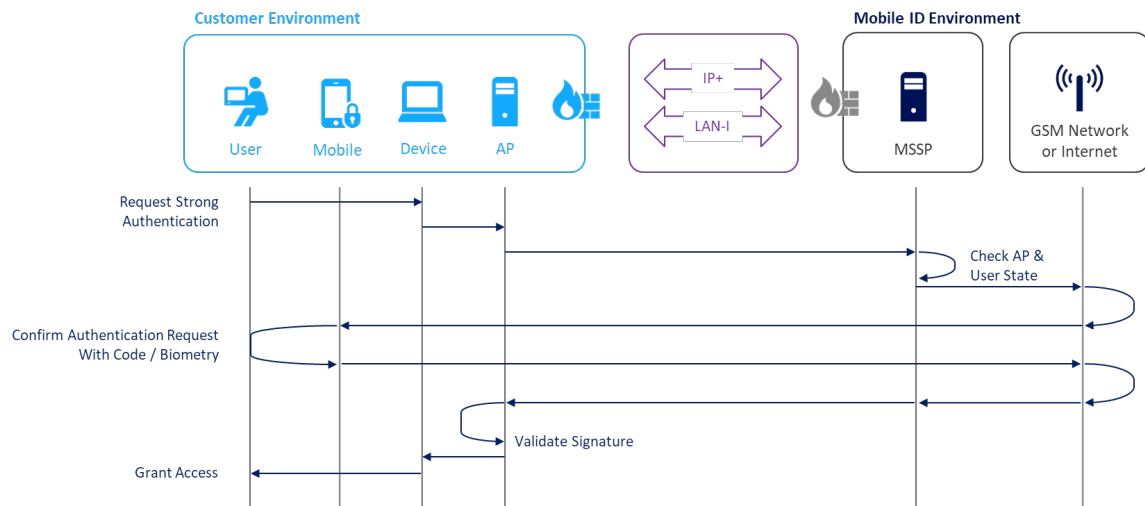 Customer Environment
Mobile ID Environment
IP+
LAN-I
User
Mobile
Device
AP
MSSP
GSM Network
or Internet
Request Strong
Authentication
Check AP &
User State
Confirm Authentication Request
With Code / Biometry
Validate Signature
Grant Access